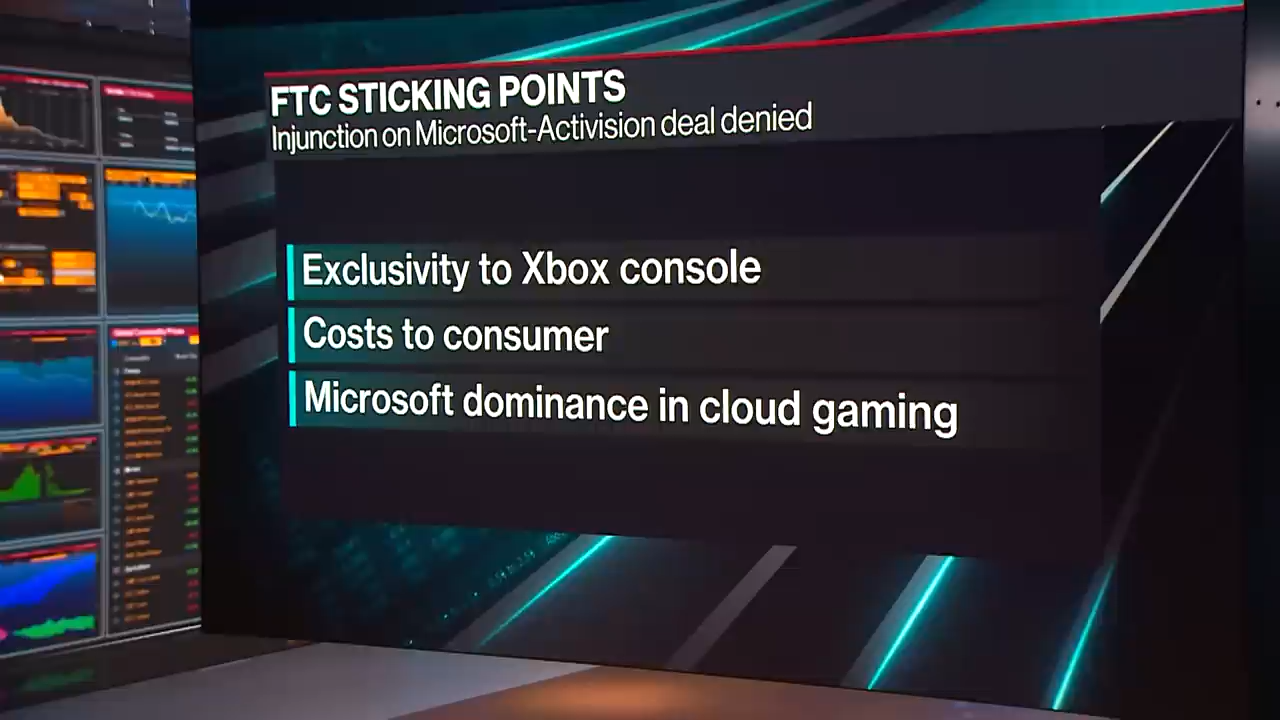 FTC STICKING POINTS
Injunction on Microsoft-Activision deal denied
Exclusivity to Xbox console
Costs to consumer
Microsoft dominance in cloud gaming